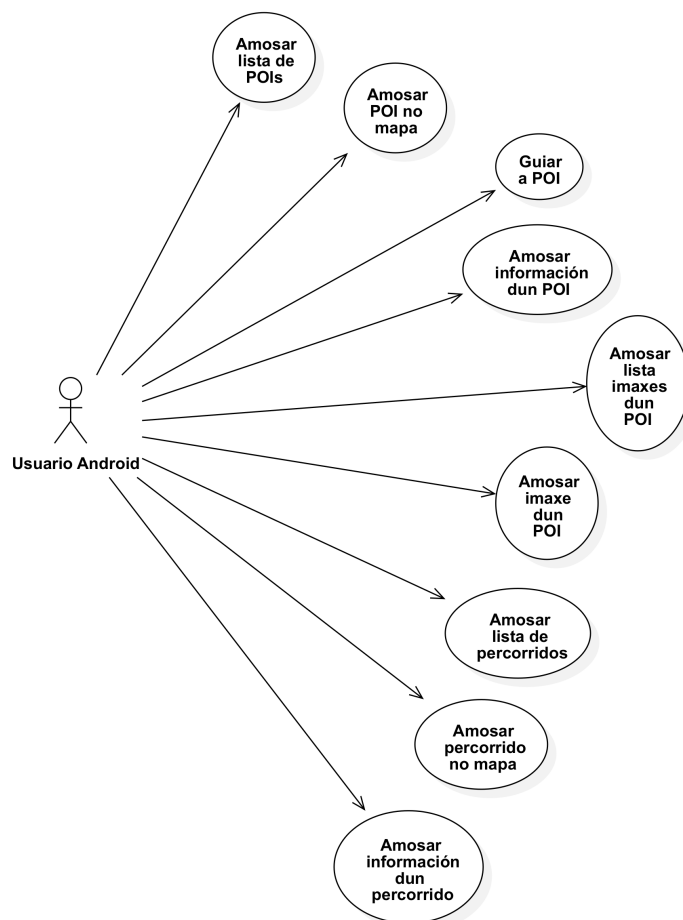 Amosar
lista de
POIs
Amosar
POI no
mapa
Guiar
a POI
Amosar
información
dun POI
Amosar
lista
imaxes
dun
POI
Usuario Android
Amosar
imaxe
dun
POI
Amosar
lista de
percorridos
Amosar
percorrido
no mapa
Amosar
información
dun
percorrido